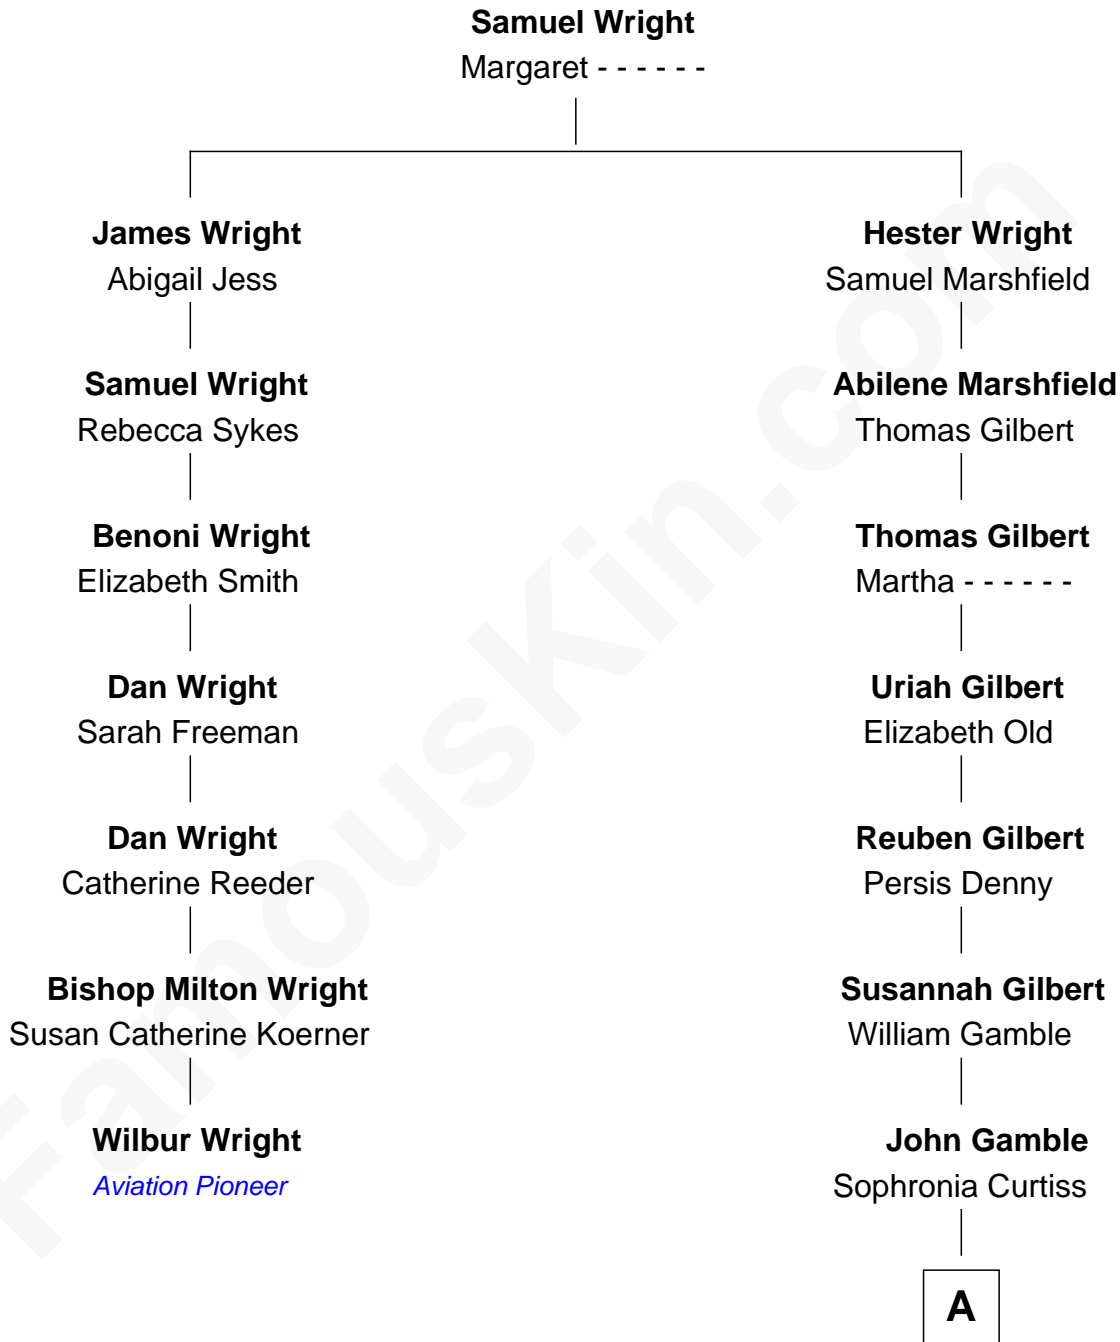 Samuel Wright
Margaret - - - - - -
James Wright
Abigail Jess
Samuel Wright
Rebecca Sykes
Benoni Wright
Elizabeth Smith
Dan Wright
Sarah Freeman
Dan Wright
Catherine Reeder
Bishop Milton Wright
Susan Catherine Koerner
Wilbur Wright
Aviation Pioneer
Hester Wright
Samuel Marshfield
Abilene Marshfield
Thomas Gilbert
Thomas Gilbert
Martha - - - - - -
Uriah Gilbert
Elizabeth Old
Reuben Gilbert
Persis Denny
Susannah Gilbert
William Gamble
John Gamble
Sophronia Curtiss
A
FamousKin.com